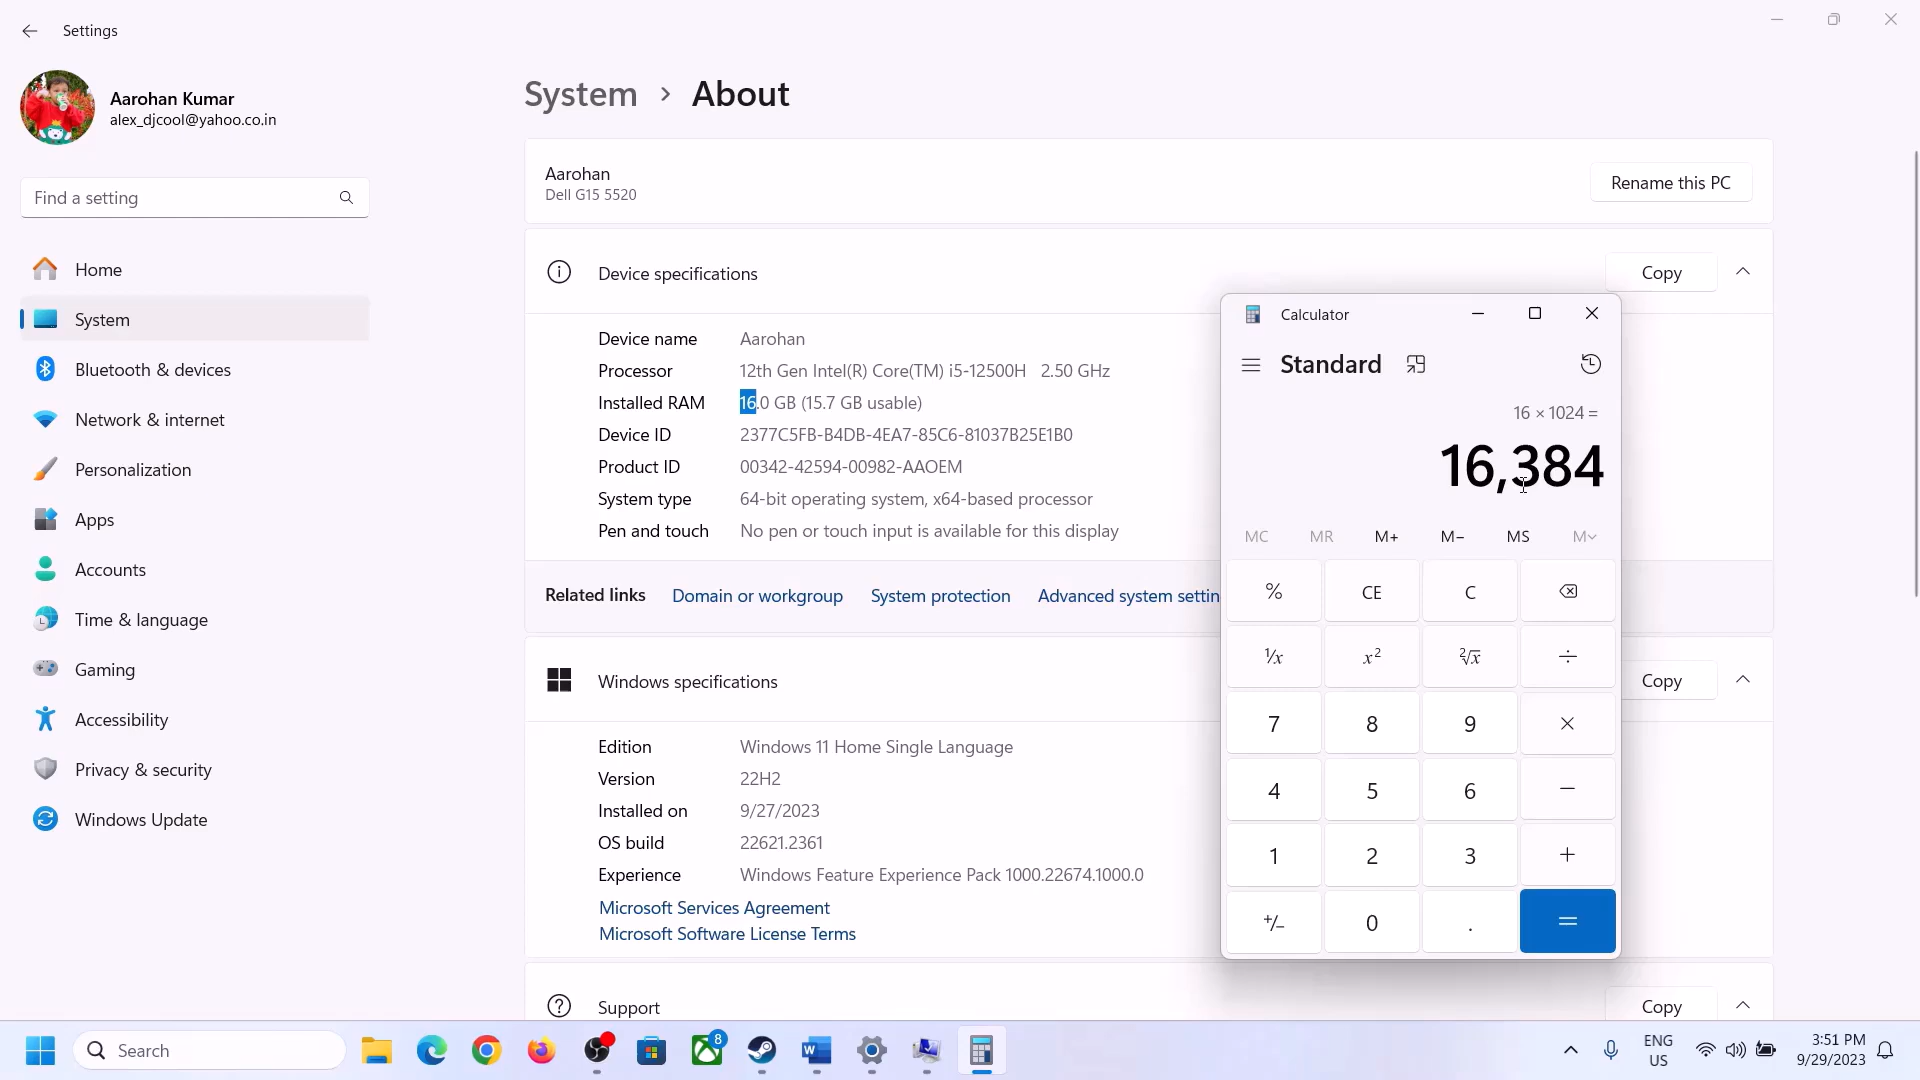 Settings
Aarohan Kumar
alex_djcool@yahoo.co.in
Find a setting
Home
System
Bluetooth & devices
Network & internet
Personalization
Apps
Accounts
Time & language
Gaming
Accessibility
Privacy & security
Windows Update
System > About
Aarohan
Dell G15 5520
Rename this PC
Device specifications
Copy
Device name Aarohan
Processor 12th Gen Intel(R) Core(TM) i5-12500H 2.50 GHz
Installed RAM 16.0 GB (15.7 GB usable)
Device ID 2377C5FB-B4DB-4EA7-85C6-81037B25E1B0
Product ID 00342-42594-00982-AAOEM
System type 64-bit operating system, x64-based processor
Pen and touch No pen or touch input is available for this display
Related links Domain or workgroup System protection Advanced system settin
Windows specifications
Copy
Edition Windows 11 Home Single Language
Version 22H2
Installed on 9/27/2023
OS build 22621.2361
Experience Windows Feature Experience Pack 1000.22674.1000.0
Microsoft Services Agreement
Microsoft Software License Terms
Support
Copy
Calculator
Standard
16 × 1024 =
16,384
MC MR M+ M− MS M
% CE C
¹/x x² ²√x ÷
7 8 9 ×
4 5 6 −
1 2 3 +
+/− 0 . =
Search
8
ENG
US
3:51 PM
9/29/2023